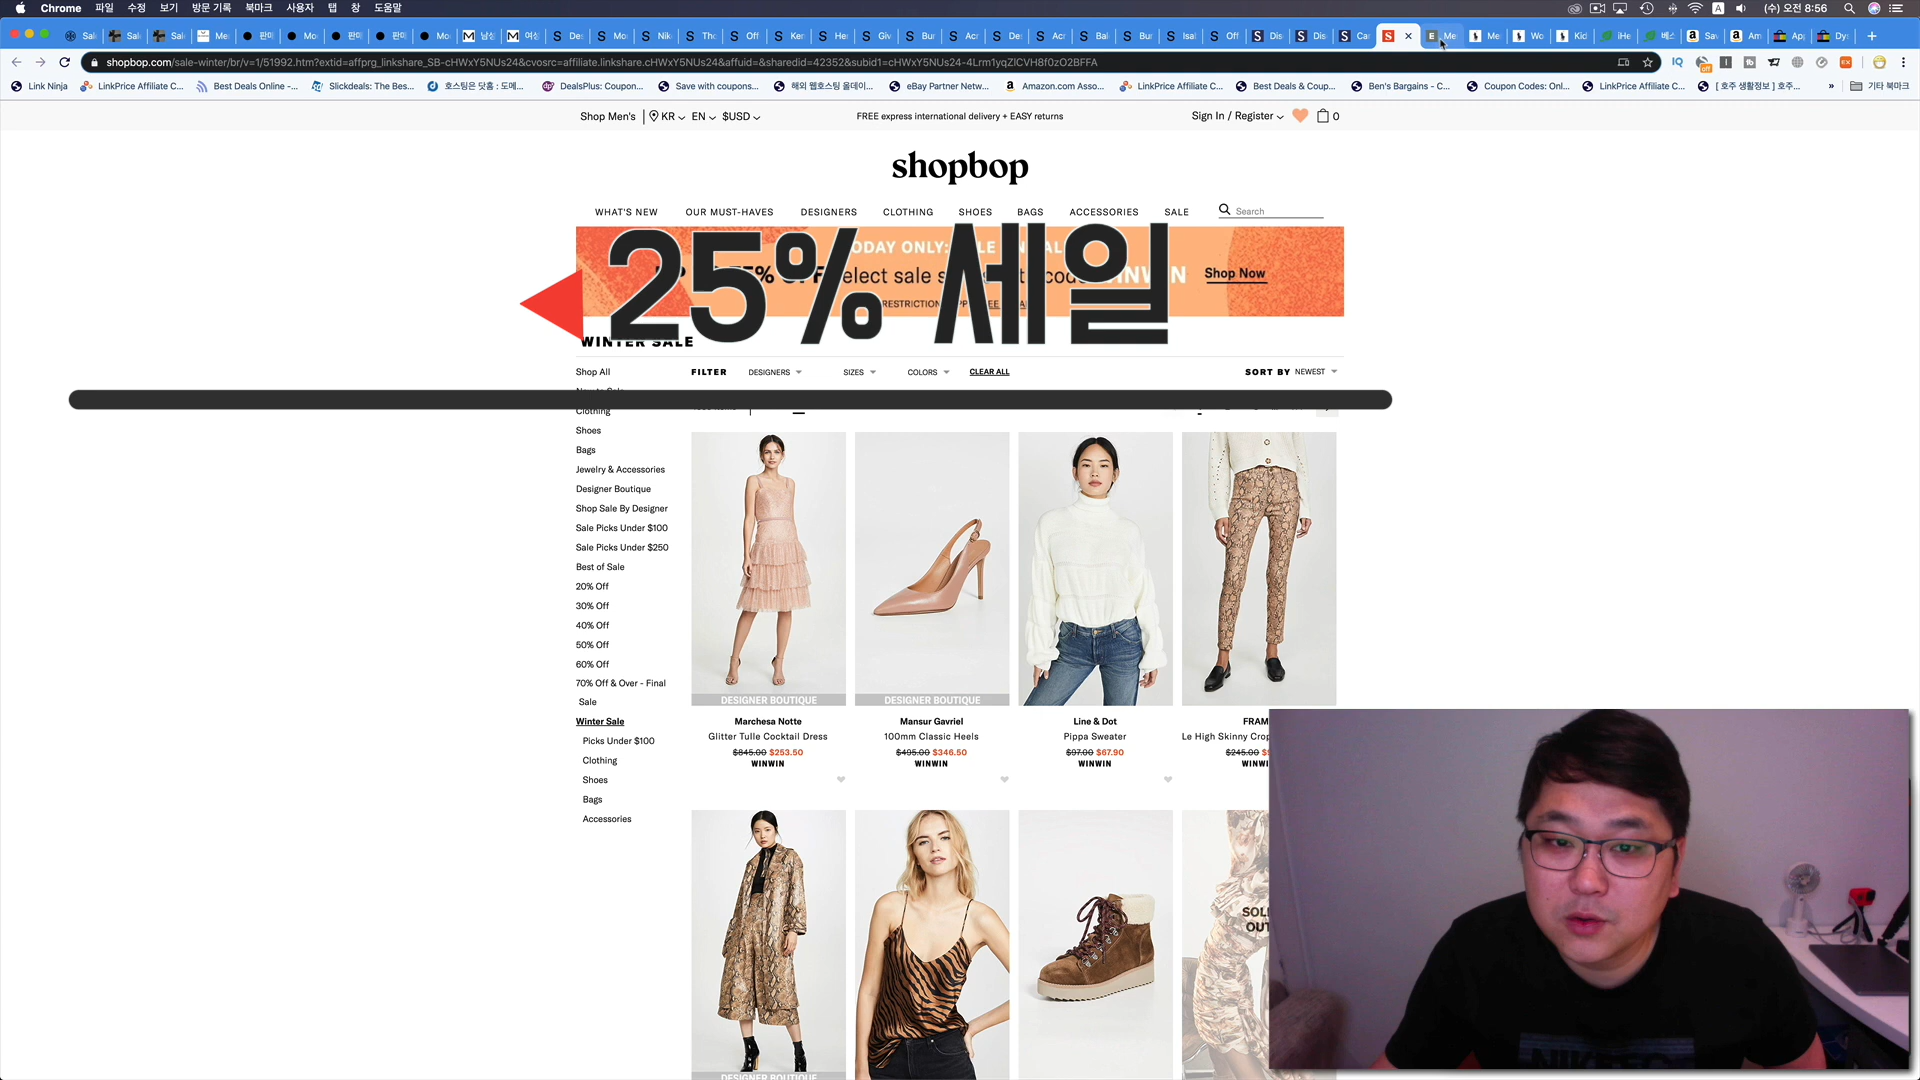 Chrome 파일 수정 보기 방문 기록 북마크 사용자 탭 창 도움말
(수) 오전 8:56
shopbop.com/sale-winter/br/v=1/51992.htm?extid=affprg_linkshare_SB-cHWxY5NUs24&cvosrc=affiliate.linkshare.cHWxY5NUs24&affuid=&sharedid=42352&subid1=cHWxY5NUs24-4Lrm1yqZlCVH8f0zO2BFFA
Link Ninja LinkPrice Affiliate C... Best Deals Online -... Slickdeals: The Bes... 호스팅은 닷홈 : 도메... DealsPlus: Coupon... Save with coupons... 해외 웹호스팅 올데이... eBay Partner Netw... Amazon.com Asso... LinkPrice Affiliate C... Best Deals & Coup... Ben's Bargains - C... Coupon Codes: Onl... LinkPrice Affiliate C... [ 호주 생활정보 ] 호주... » 기타 북마크
Shop Men's KR EN $USD
FREE express international delivery + EASY returns
Sign In / Register 0
shopbop
WHAT'S NEW OUR MUST-HAVES DESIGNERS CLOTHING SHOES BAGS ACCESSORIES SALE Search
25% 세일
Shop Now
WINTER SALE
Shop All
FILTER DESIGNERS SIZES COLORS CLEAR ALL
SORT BY NEWEST
Clothing
Shoes
Bags
Jewelry & Accessories
Designer Boutique
Shop Sale By Designer
Sale Picks Under $100
Sale Picks Under $250
Best of Sale
20% Off
30% Off
40% Off
50% Off
60% Off
70% Off & Over - Final
Sale
Winter Sale
Picks Under $100
Clothing
Shoes
Bags
Accessories
DESIGNER BOUTIQUE
Marchesa Notte
Glitter Tulle Cocktail Dress
$845.00 $253.50
WINWIN
DESIGNER BOUTIQUE
Mansur Gavriel
100mm Classic Heels
$495.00 $346.50
WINWIN
Line & Dot
Pippa Sweater
$97.00 $67.90
WINWIN
FRAM
Le High Skinny Crop
$245.00
WINWI
DESIGNER BOUTIQUE